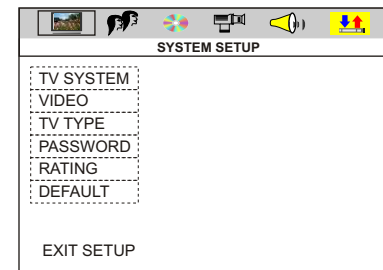 SYSTEM SETUP
TV SYSTEM
VIDEO
TV TYPE
PASSWORD
RATING
DEFAULT
EXIT SETUP